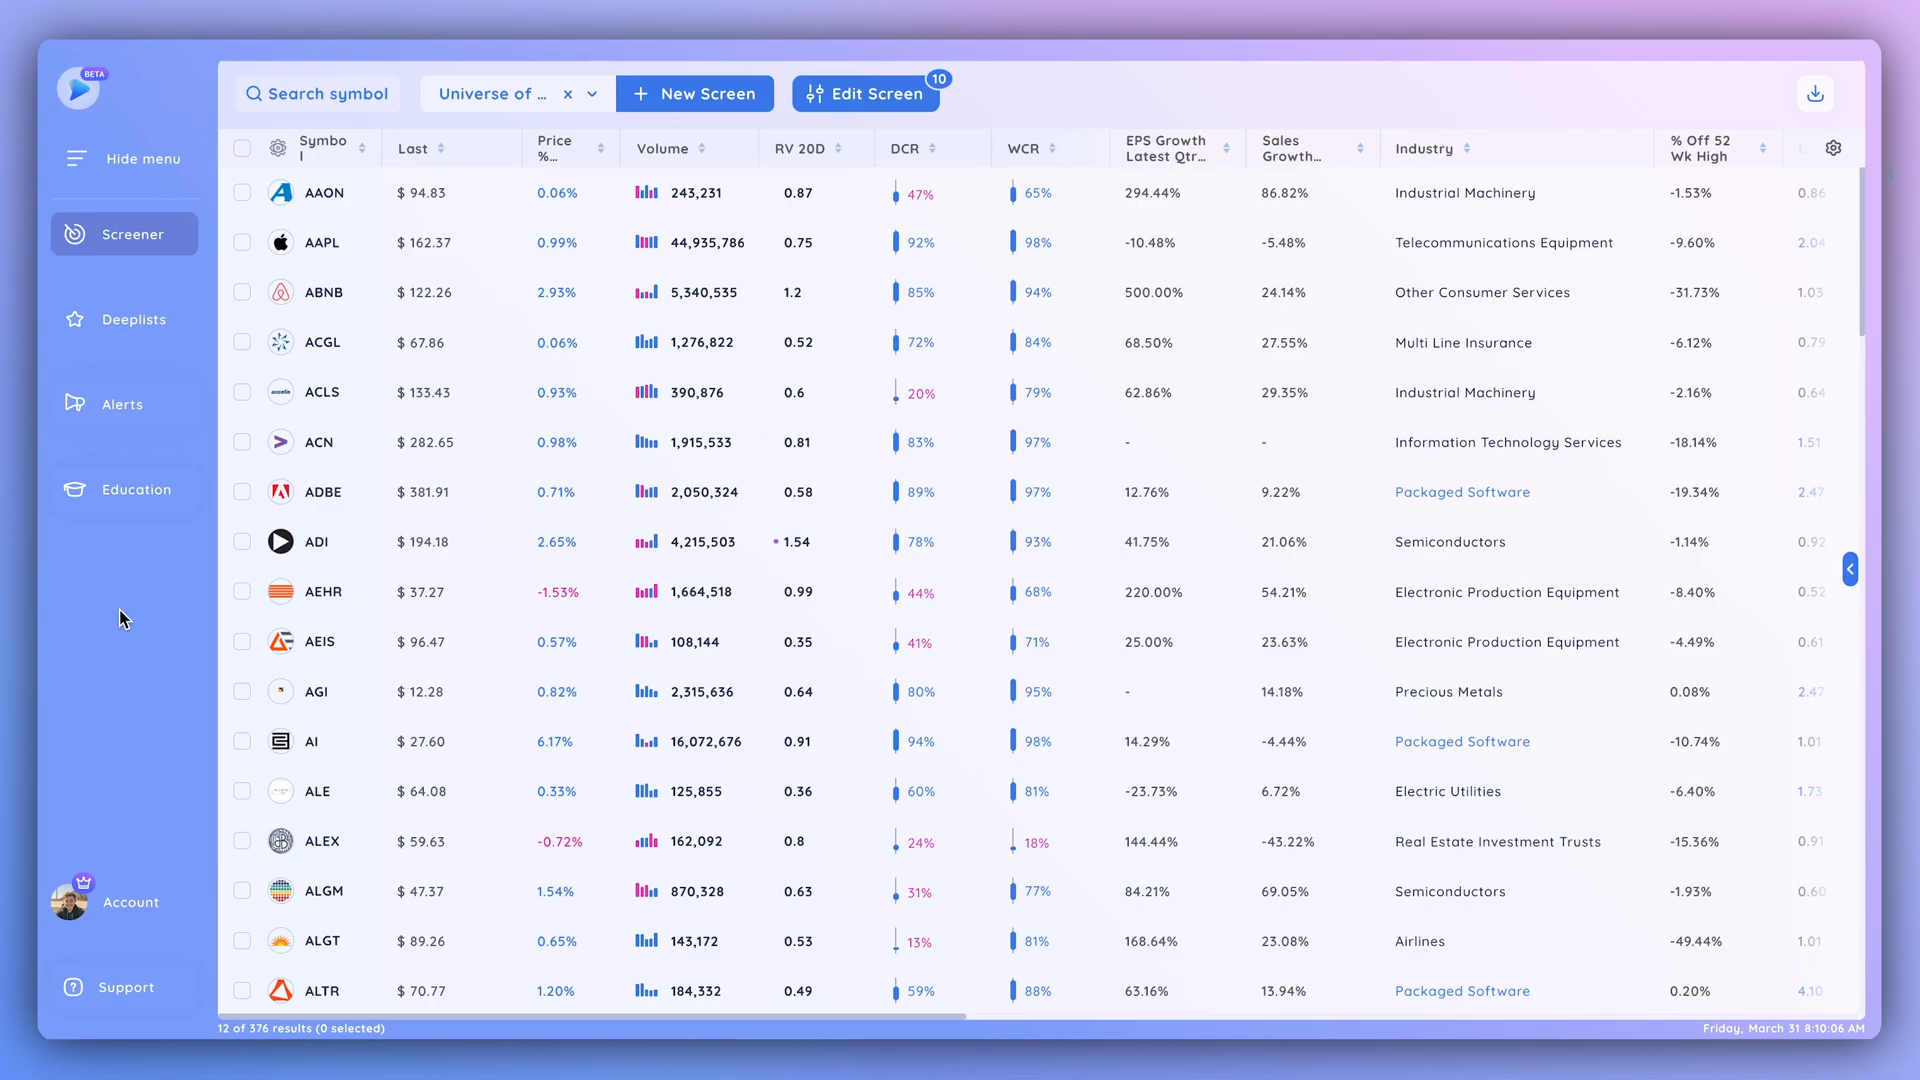 BETA
Hide menu
Screener
Deeplists
Alerts
Education
Account
Support
Search symbol
Universe of ...
New Screen
Edit Screen
10
Symbo
l
Last
Price
%...
Volume
RV 20D
DCR
WCR
EPS Growth
Latest Qtr...
Sales
Growth...
Industry
% Off 52
Wk High
AAON $ 94.83 0.06% 243,231 0.87 47% 65% 294.44% 86.82% Industrial Machinery -1.53% 0.86
AAPL $ 162.37 0.99% 44,935,786 0.75 92% 98% -10.48% -5.48% Telecommunications Equipment -9.60% 2.04
ABNB $ 122.26 2.93% 5,340,535 1.2 85% 94% 500.00% 24.14% Other Consumer Services -31.73% 1.03
ACGL $ 67.86 0.06% 1,276,822 0.52 72% 84% 68.50% 27.55% Multi Line Insurance -6.12% 0.79
ACLS $ 133.43 0.93% 390,876 0.6 20% 79% 62.86% 29.35% Industrial Machinery -2.16% 0.64
ACN $ 282.65 0.98% 1,915,533 0.81 83% 97% - - Information Technology Services -18.14% 1.51
ADBE $ 381.91 0.71% 2,050,324 0.58 89% 97% 12.76% 9.22% Packaged Software -19.34% 2.47
ADI $ 194.18 2.65% 4,215,503 1.54 78% 93% 41.75% 21.06% Semiconductors -1.14% 0.92
AEHR $ 37.27 -1.53% 1,664,518 0.99 44% 68% 220.00% 54.21% Electronic Production Equipment -8.40% 0.52
AEIS $ 96.47 0.57% 108,144 0.35 41% 71% 25.00% 23.63% Electronic Production Equipment -4.49% 0.61
AGI $ 12.28 0.82% 2,315,636 0.64 80% 95% - 14.18% Precious Metals 0.08% 2.47
AI $ 27.60 6.17% 16,072,676 0.91 94% 98% 14.29% -4.44% Packaged Software -10.74% 1.01
ALE $ 64.08 0.33% 125,855 0.36 60% 81% -23.73% 6.72% Electric Utilities -6.40% 1.73
ALEX $ 59.63 -0.72% 162,092 0.8 24% 18% 144.44% -43.22% Real Estate Investment Trusts -15.36% 0.91
ALGM $ 47.37 1.54% 870,328 0.63 31% 77% 84.21% 69.05% Semiconductors -1.93% 0.60
ALGT $ 89.26 0.65% 143,172 0.53 13% 81% 168.64% 23.08% Airlines -49.44% 1.01
ALTR $ 70.77 1.20% 184,332 0.49 59% 88% 63.16% 13.94% Packaged Software 0.20% 4.10
12 of 376 results (0 selected)
Friday, March 31 8:10:06 AM